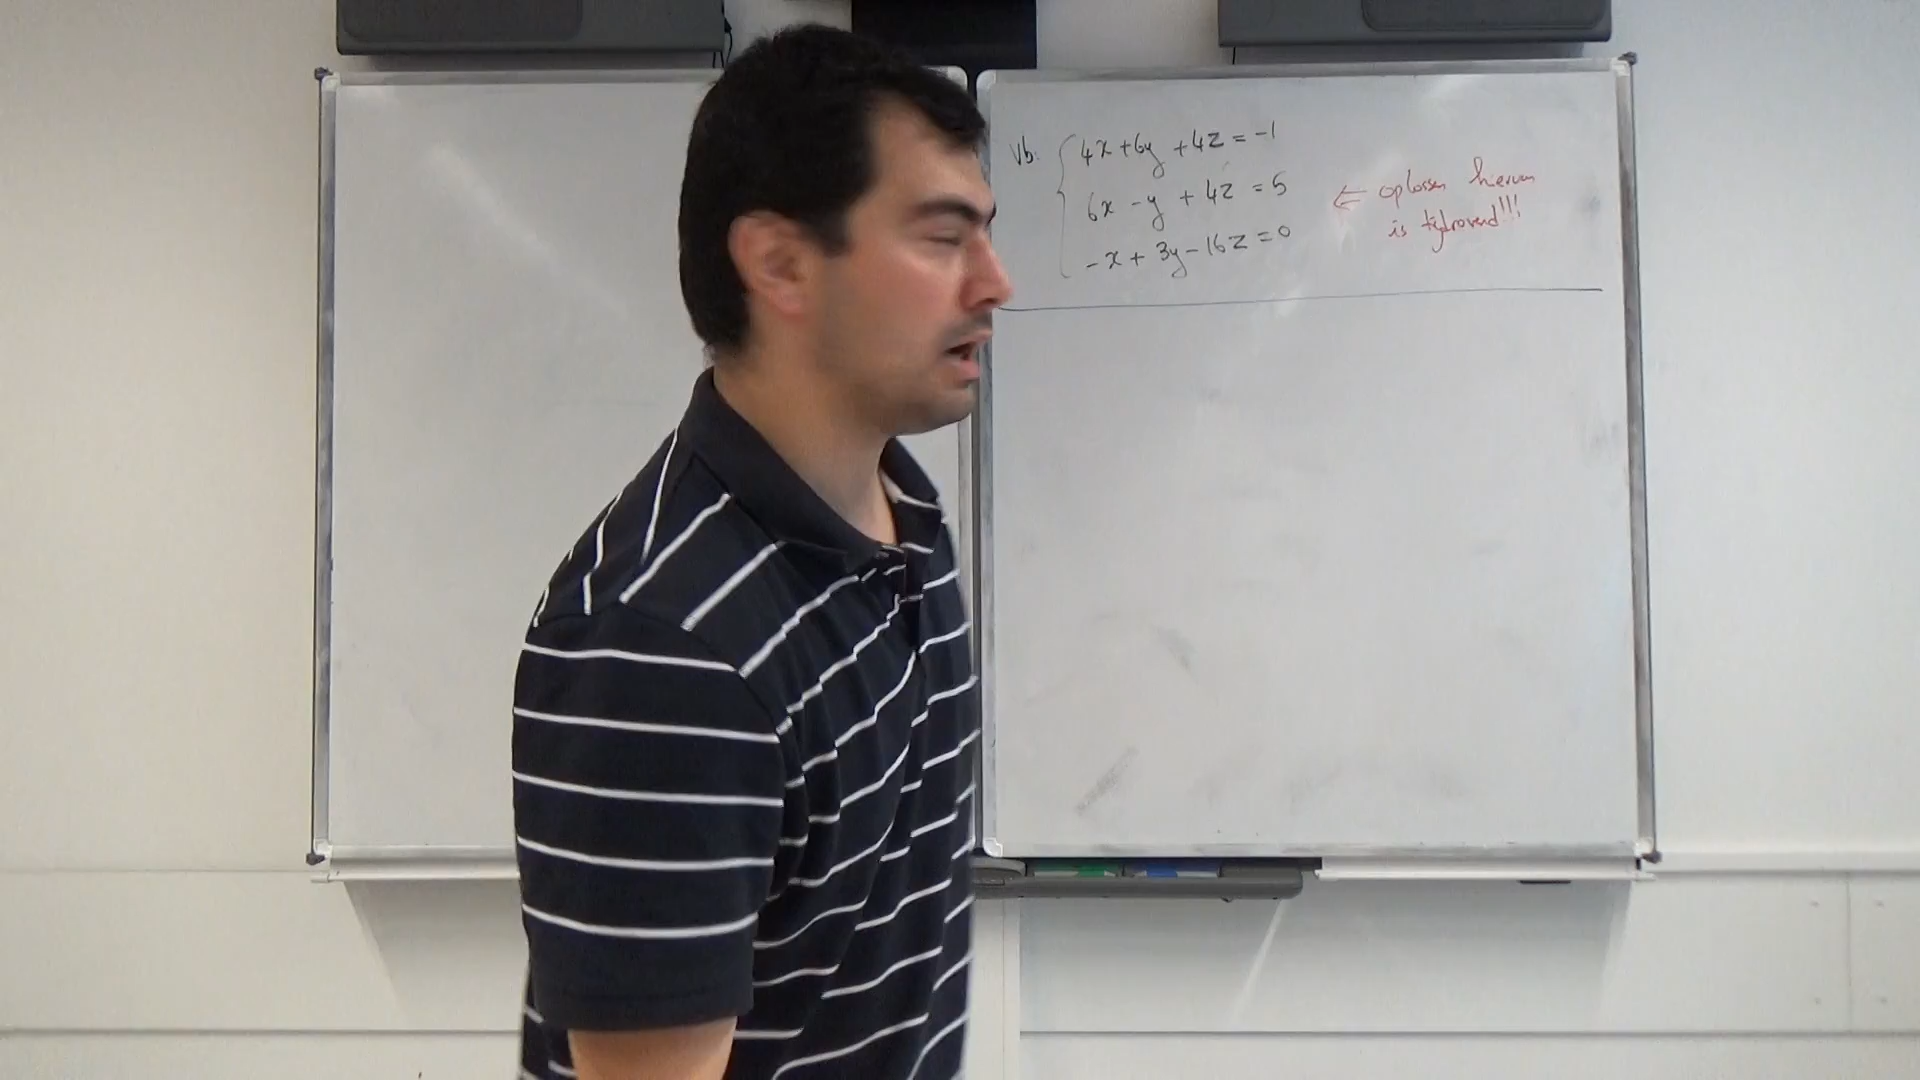 Vb: 4x + 6y + 4z = -1
6x - y + 4z = 5
-x + 3y - 16z = 0
⇐ oplossen hiervan
is tijdrovend!!!